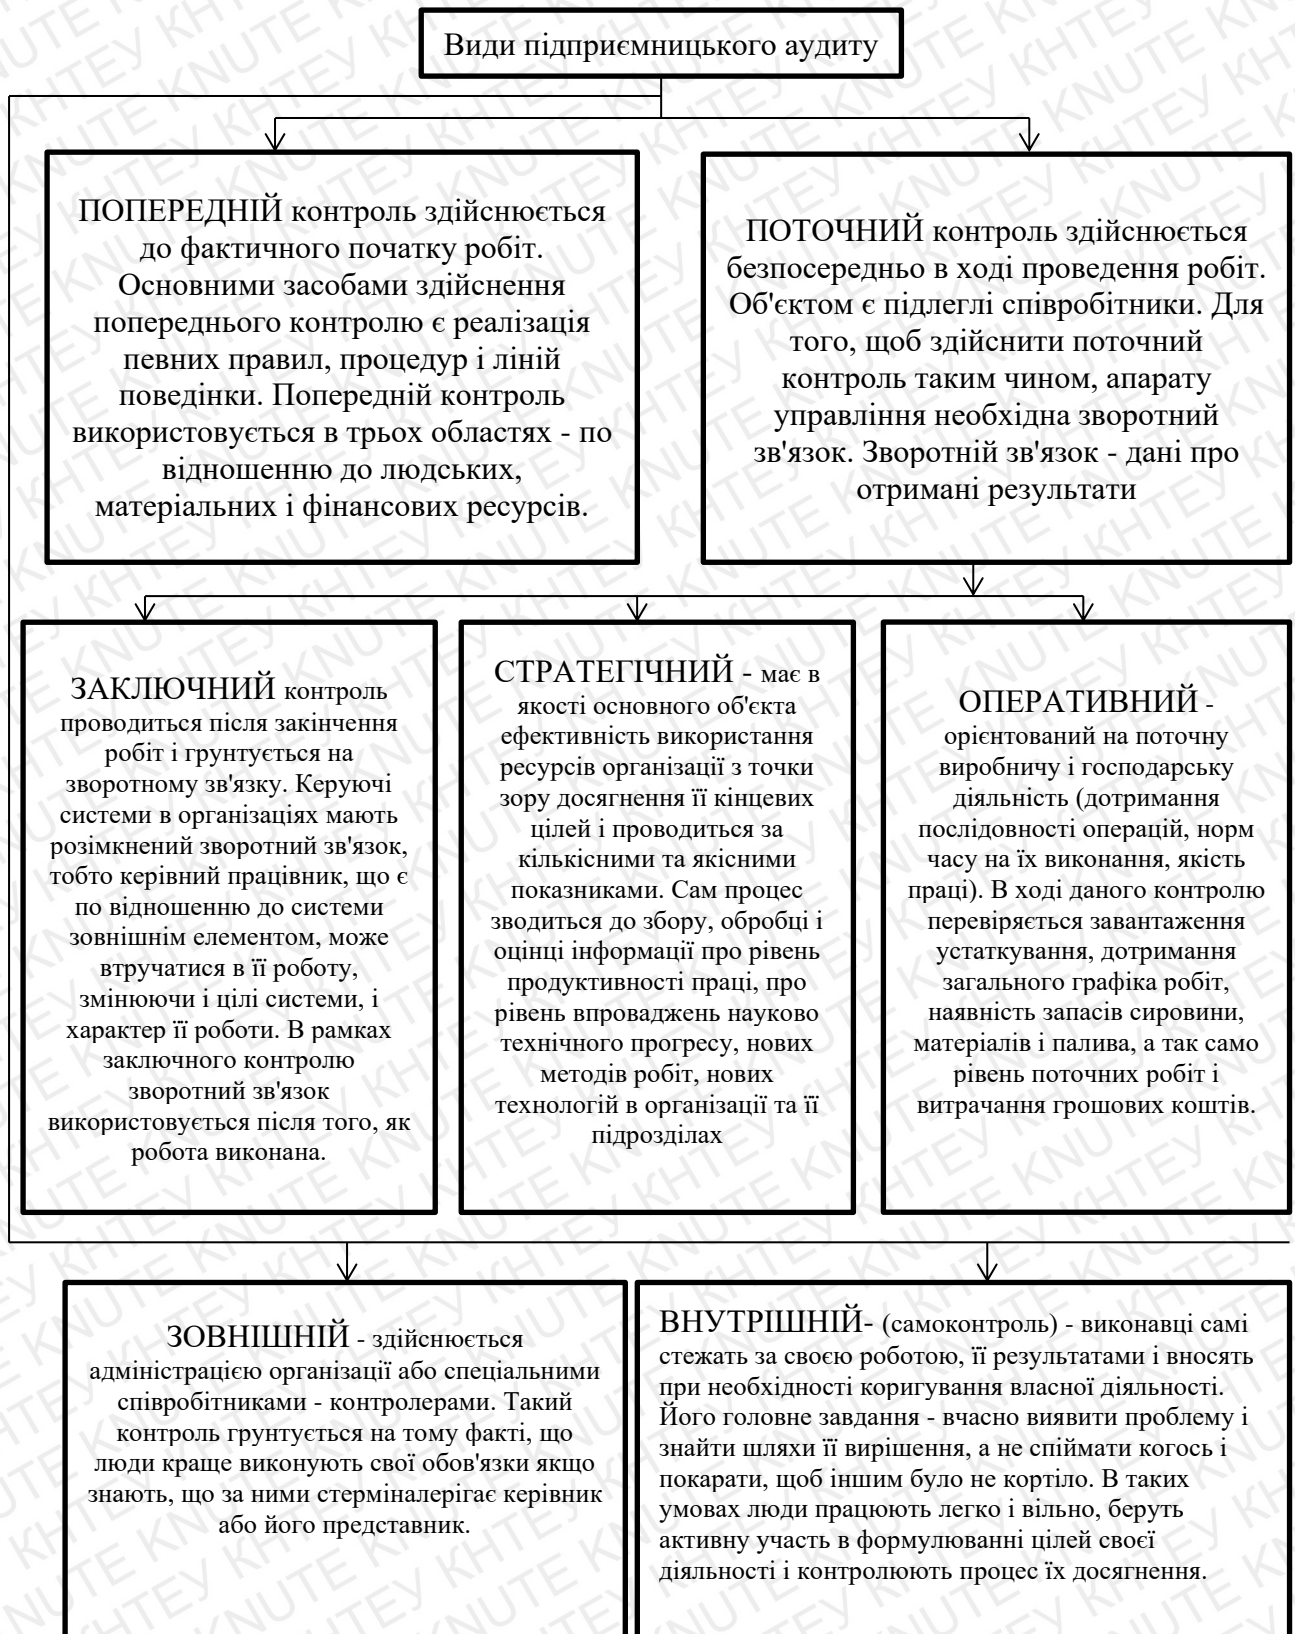 Види підприємницького аудиту
ПОПЕРЕДНІЙ контроль здійснюється
до фактичного початку робіт.
Основними засобами здійснення
попереднього контролю є реалізація
певних правил, процедур і ліній
поведінки. Попередній контроль
використовується в трьох областях - по
відношенню до людських,
матеріальних і фінансових ресурсів.
ПОТОЧНИЙ контроль здійснюється
безпосередньо в ході проведення робіт.
Об'єктом є підлеглі співробітники. Для
того, щоб здійснити поточний
контроль таким чином, апарату
управління необхідна зворотний
зв'язок. Зворотній зв'язок - дані про
отримані результати
ЗАКЛЮЧНИЙ контроль
проводиться після закінчення
робіт і грунтується на
зворотному зв'язку. Керуючі
системи в організаціях мають
розімкнений зворотний зв'язок,
тобто керівний працівник, що є
по відношенню до системи
зовнішнім елементом, може
втручатися в її роботу,
змінюючи і цілі системи, і
характер її роботи. В рамках
заключного контролю
зворотний зв'язок
використовується після того, як
робота виконана.
СТРАТЕГІЧНИЙ - має в
якості основного об'єкта
ефективність використання
ресурсів організації з точки
зору досягнення її кінцевих
цілей і проводиться за
кількісними та якісними
показниками. Сам процес
зводиться до збору, обробці і
оцінці інформації про рівень
продуктивності праці, про
рівень впроваджень науково
технічного прогресу, нових
методів робіт, нових
технологій в організації та її
підрозділах
ОПЕРАТИВНИЙ -
орієнтований на поточну
виробничу і господарську
діяльність (дотримання
послідовності операцій, норм
часу на їх виконання, якість
праці). В ході даного контролю
перевіряється завантаження
устаткування, дотримання
загального графіка робіт,
наявність запасів сировини,
матеріалів і палива, а так само
рівень поточних робіт і
витрачання грошових коштів.
ЗОВНІШНІЙ - здійснюється
адміністрацією організації або спеціальними
співробітниками - контролерами. Такий
контроль грунтується на тому факті, що
люди краще виконують свої обов'язки якщо
знають, що за ними стерміналерігає керівник
або його представник.
ВНУТРІШНІЙ- (самоконтроль) - виконавці самі
стежать за своєю роботою, її результатами і вносять
при необхідності коригування власної діяльності.
Його головне завдання - вчасно виявити проблему і
знайти шляхи її вирішення, а не спіймати когось і
покарати, щоб іншим було не кортіло. В таких
умовах люди працюють легко і вільно, беруть
активну участь в формулюванні цілей своєї
діяльності і контролюють процес їх досягнення.